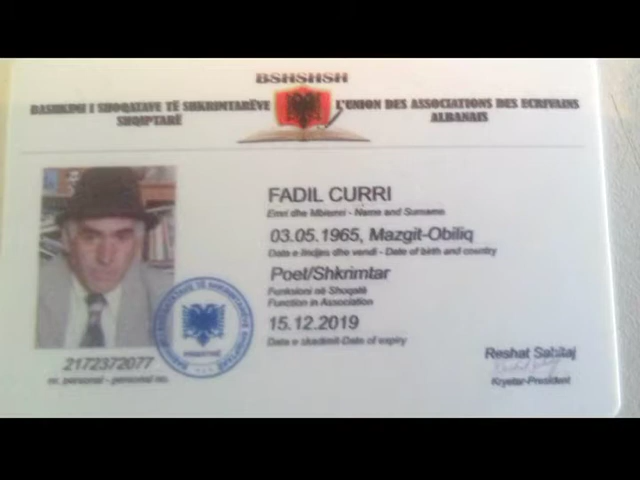 BSHSHSH
BASHKIMI I SHOQATAVE TË SHKRIMTARËVE SHQIPTARË
L'UNION DES ASSOCIATIONS DES ECRIVAINS ALBANAIS
FADIL CURRI
Emri dhe Mbiemri - Name and Surname
03.05.1965, Mazgit-Obiliq
Data e lindjes dhe vendi - Date of birth and country
Poet/Shkrimtar
Funksioni në Shoqatë
Function in Association
15.12.2019
Data e skadimit-Date of expiry
2172372077
nr. personal - personal no.
Reshat Sahitaj
Kryetar-President